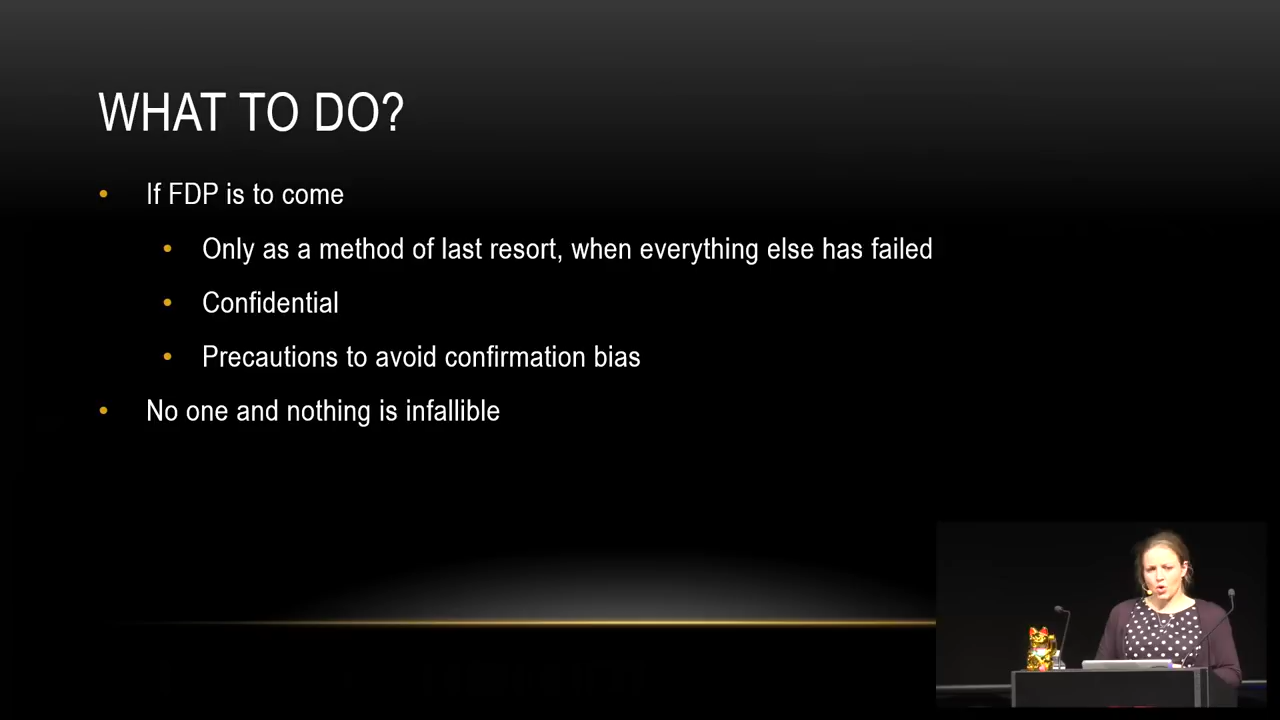 WHAT TO DO?
• If FDP is to come
• Only as a method of last resort, when everything else has failed
• Confidential
• Precautions to avoid confirmation bias
• No one and nothing is infallible